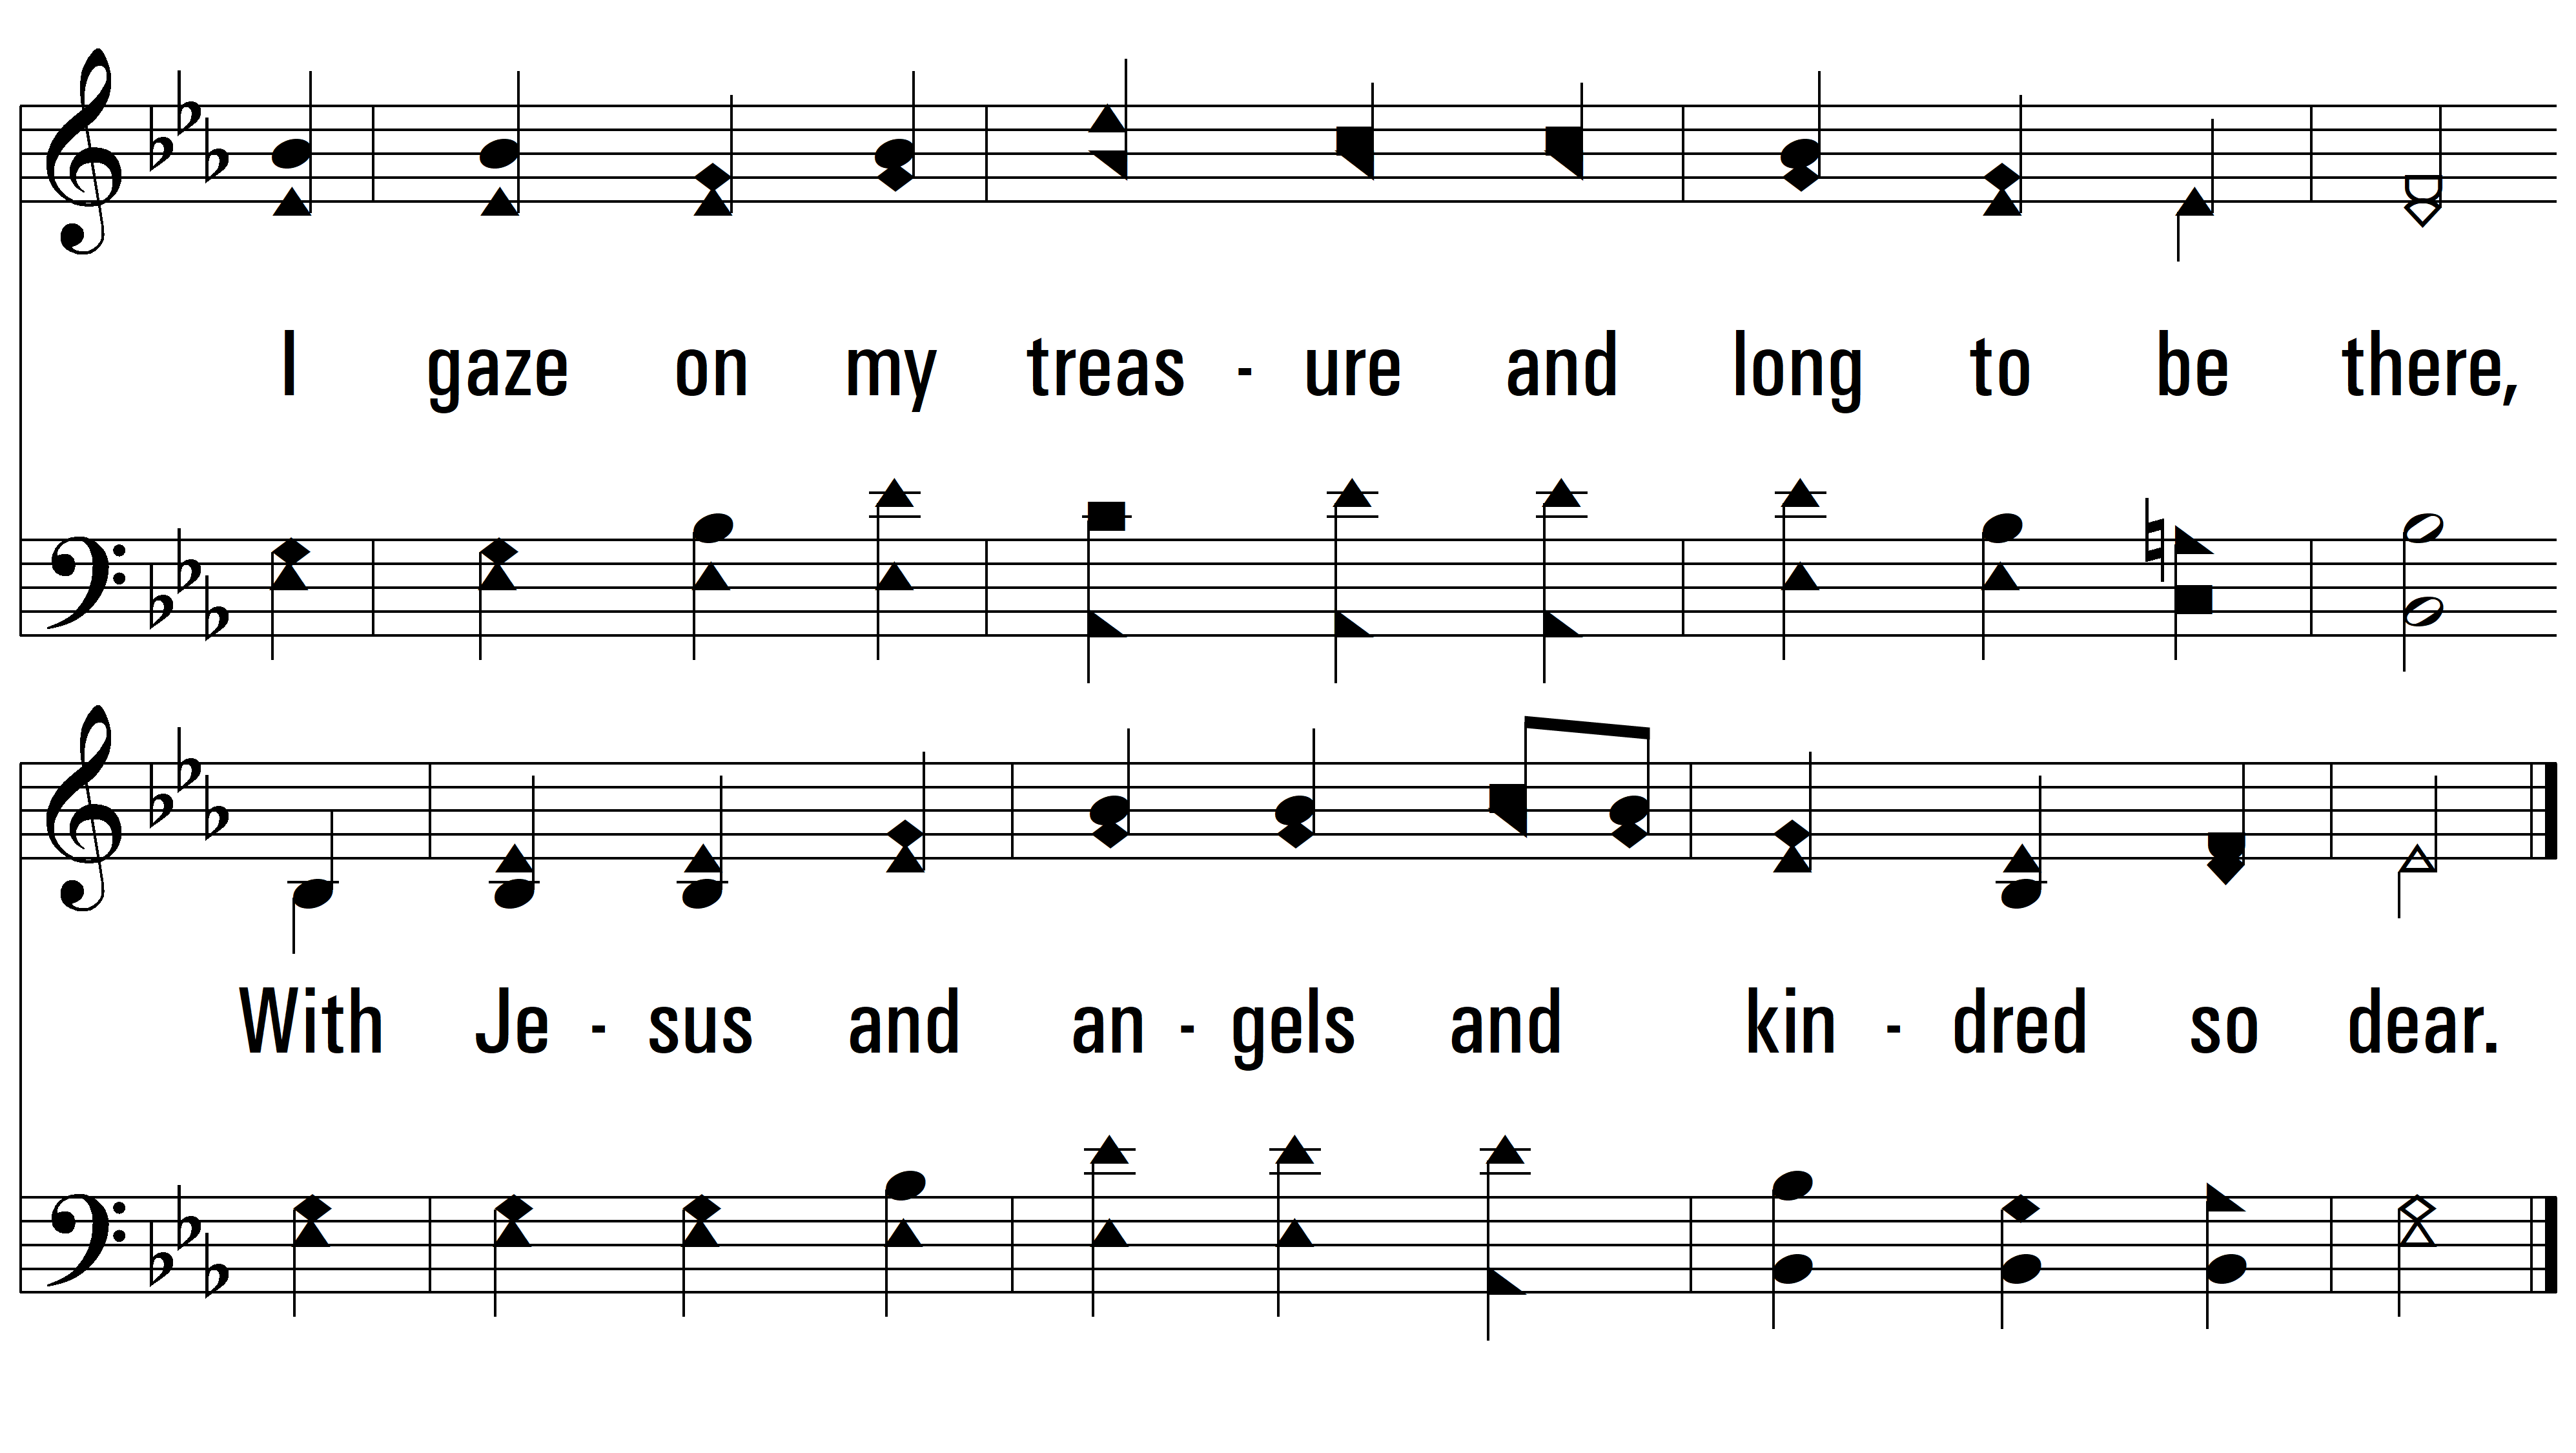 I gaze on my treas - ure and long to be there,
With Je - sus and an - gels and kin - dred so dear.